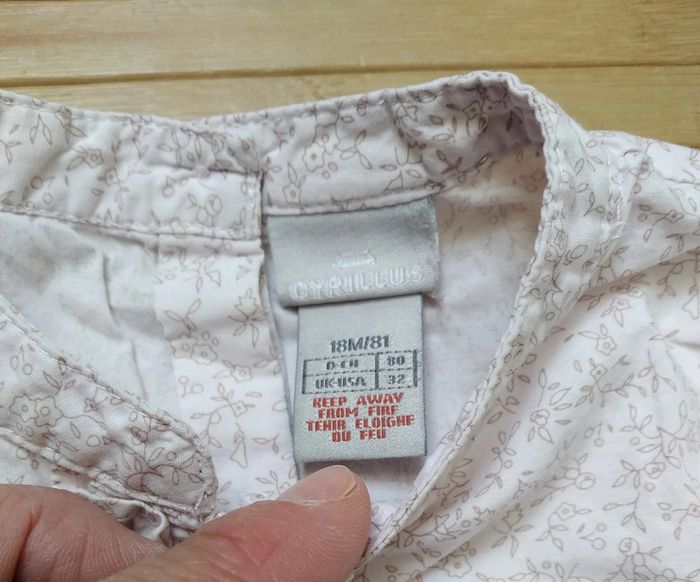 CYRILLUS
18M/81
D-CH 80
UK-USA 32
KEEP AWAY
FROM FIRE
TENIR ELOIGNE
DU FEU